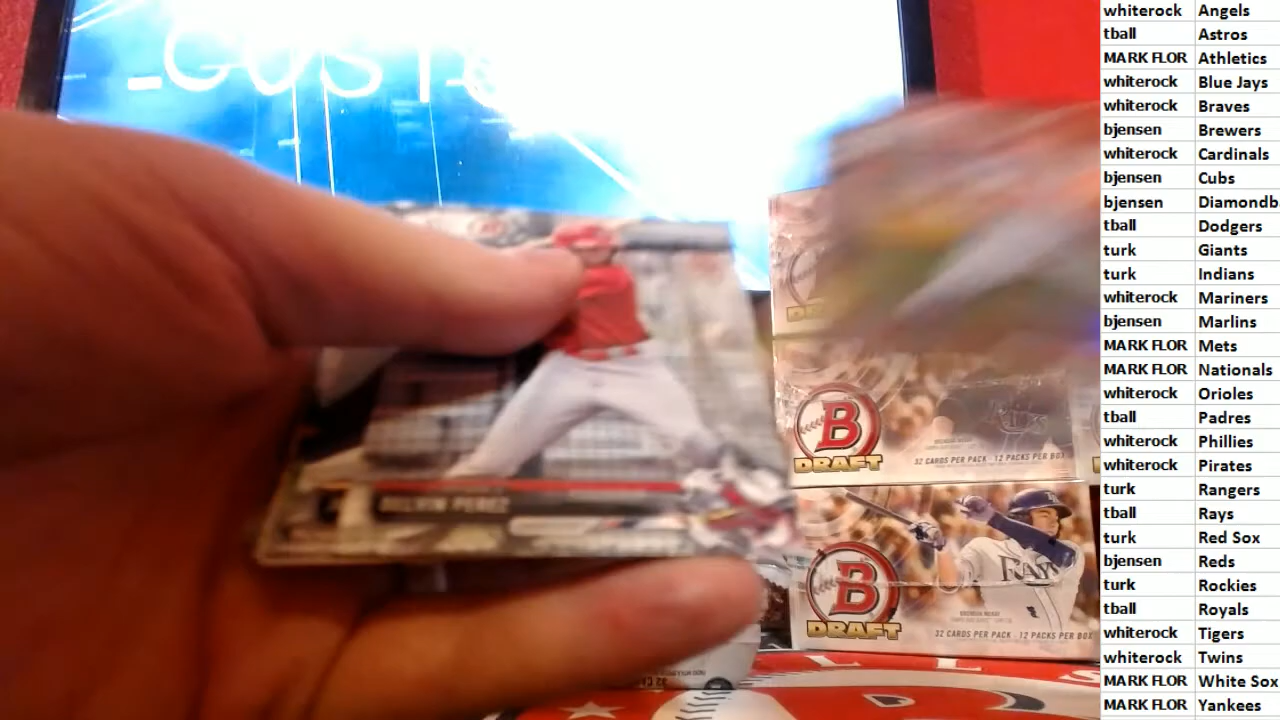 whiterock Angels
tball Astros
MARK FLOR Athletics
whiterock Blue Jays
whiterock Braves
bjensen Brewers
whiterock Cardinals
bjensen Cubs
bjensen Diamondb
tball Dodgers
turk Giants
turk Indians
whiterock Mariners
bjensen Marlins
MARK FLOR Mets
MARK FLOR Nationals
whiterock Orioles
tball Padres
whiterock Phillies
whiterock Pirates
turk Rangers
tball Rays
turk Red Sox
bjensen Reds
turk Rockies
tball Royals
whiterock Tigers
whiterock Twins
MARK FLOR White Sox
MARK FLOR Yankees
B
DRAFT
32 CARDS PER PACK · 12 PACKS PER BOX
B
DRAFT
RAYS
BRENDAN MCKAY
32 CARDS PER PACK · 12 PACKS PER BOX
PEREZ